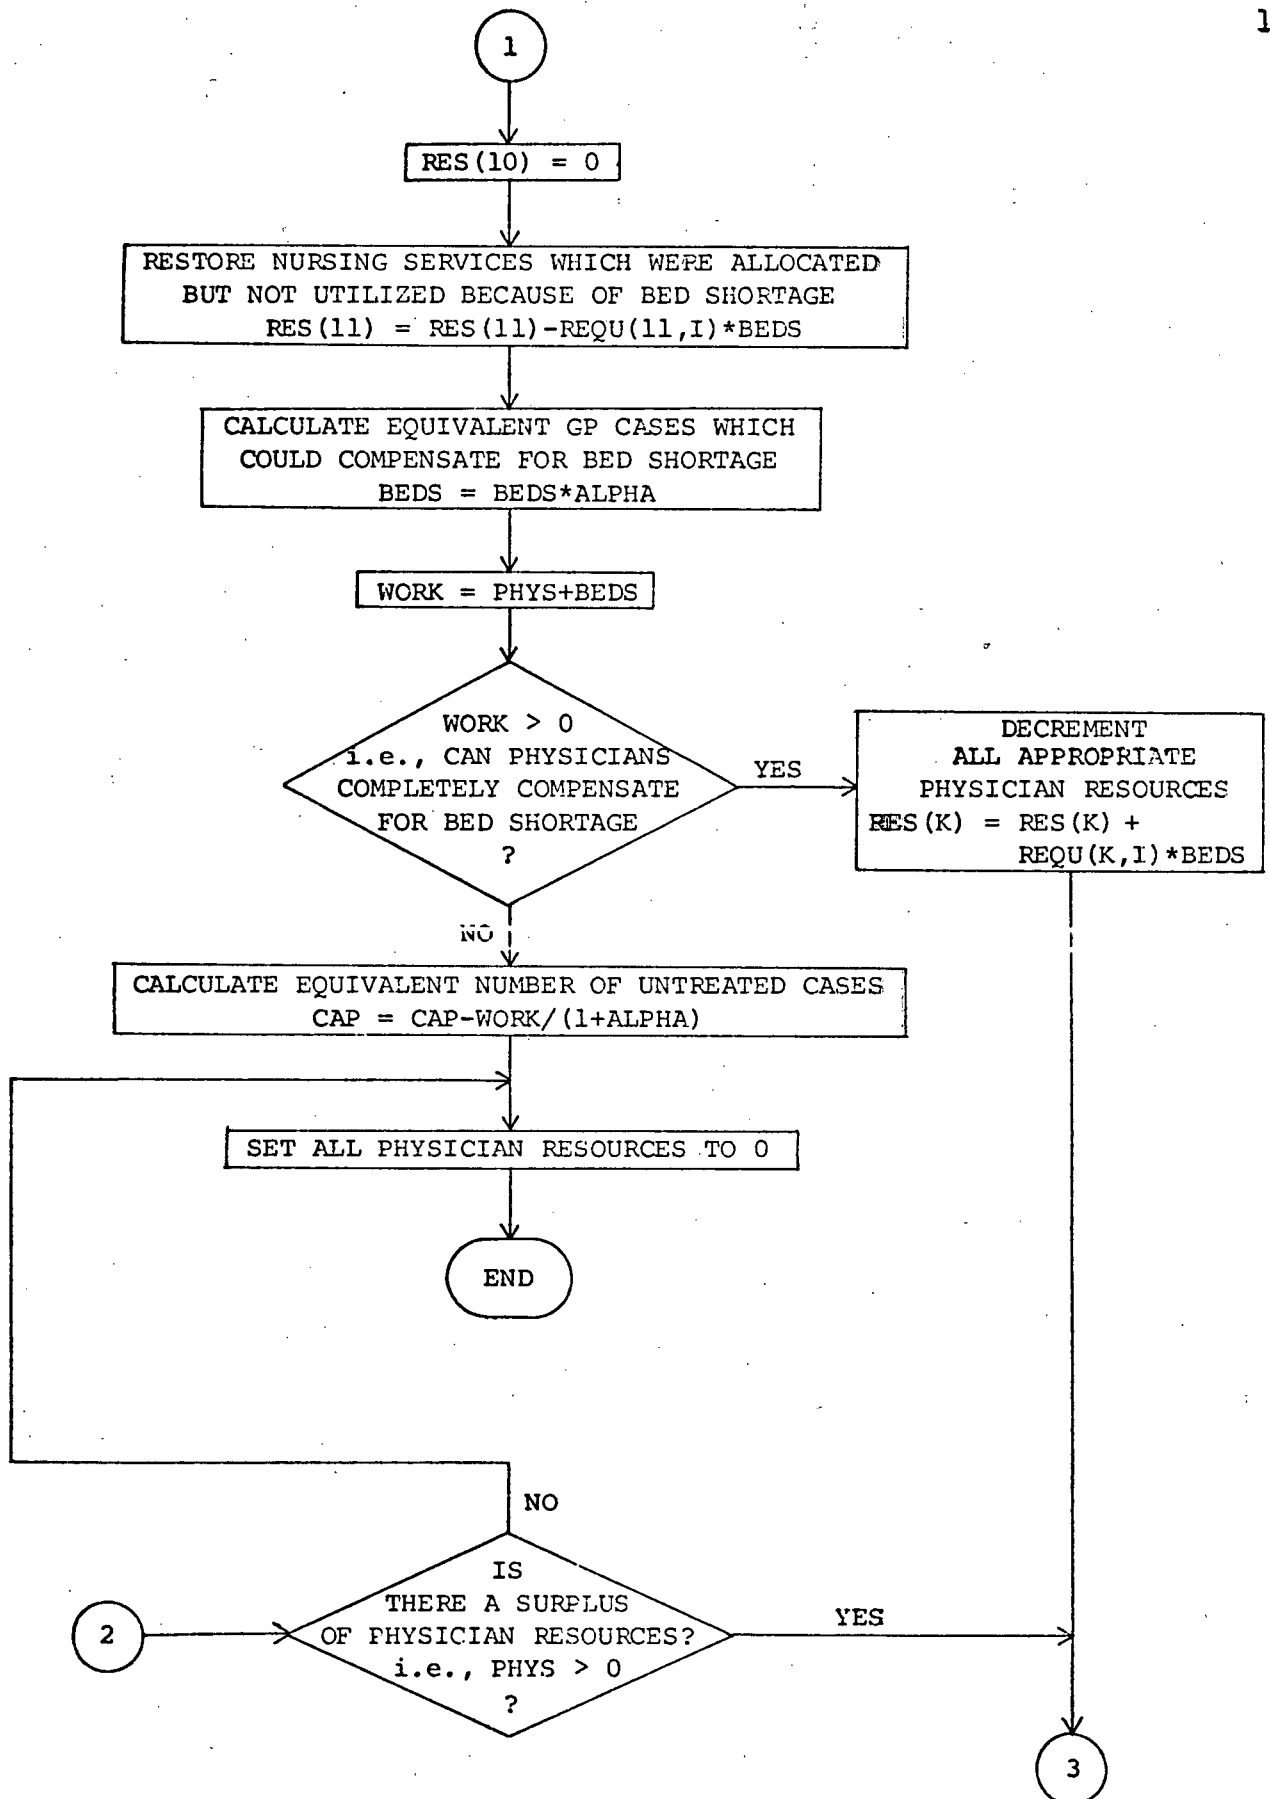 1
1
RES(10) = 0
RESTORE NURSING SERVICES WHICH WERE ALLOCATED
BUT NOT UTILIZED BECAUSE OF BED SHORTAGE
RES(11) = RES(11)-REQU(11,I)*BEDS
CALCULATE EQUIVALENT GP CASES WHICH
COULD COMPENSATE FOR BED SHORTAGE
BEDS = BEDS*ALPHA
WORK = PHYS+BEDS
WORK > 0
i.e., CAN PHYSICIANS
COMPLETELY COMPENSATE
FOR BED SHORTAGE
?
YES
DECREMENT
ALL APPROPRIATE
PHYSICIAN RESOURCES
RES(K) = RES(K) +
REQU(K,I)*BEDS
NO
CALCULATE EQUIVALENT NUMBER OF UNTREATED CASES
CAP = CAP-WORK/(1+ALPHA)
SET ALL PHYSICIAN RESOURCES TO 0
END
NO
2
IS
THERE A SURPLUS
OF PHYSICIAN RESOURCES?
i.e., PHYS > 0
?
YES
3